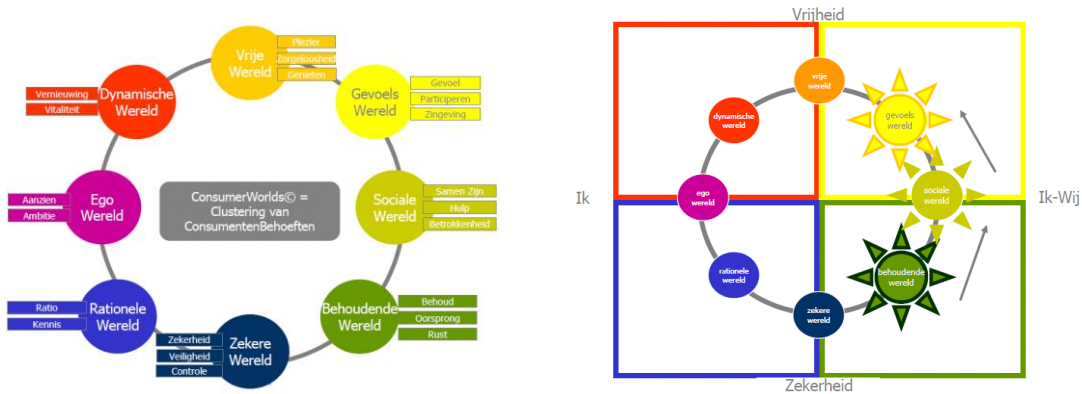 Vrije
Wereld
Plezier
Zorgeloosheid
Genieten
Dynamische
Wereld
Vernieuwing
Vitaliteit
Gevoels
Wereld
Gevoel
Participeren
Zingeving
Ego
Wereld
Aanzien
Ambitie
ConsumerWorlds© =
Clustering van
ConsumentenBehoeften
Sociale
Wereld
Samen Zijn
Hulp
Betrokkenheid
Rationele
Wereld
Ratio
Kennis
Behoudende
Wereld
Behoud
Oorsprong
Rust
Zekere
Wereld
Zekerheid
Veiligheid
Controle
Vrijheid
vrije
wereld
dynamische
wereld
gevoels
wereld
Ik
ego
wereld
sociale
wereld
Ik-Wij
rationele
wereld
behoudende
wereld
zekere
wereld
Zekerheid